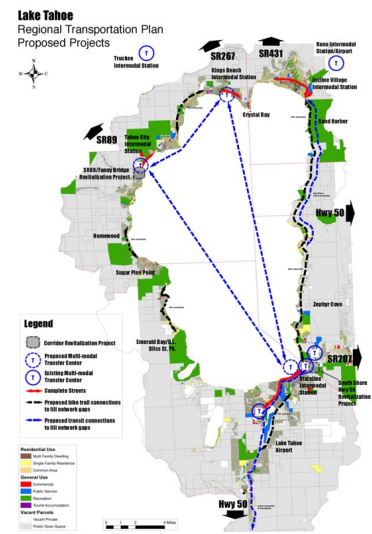 Lake Tahoe
Regional Transportation Plan
Proposed Projects
N
W
E
S
T
Truckee
Intermodal Station
SR267
SR431
Reno Intermodal
Station/Airport
T
Kings Beach
Intermodal Station
T
Incline Village
Intermodal Station
Crystal Bay
Sand Harbor
SR89
Tahoe City
Intermodal
Station
T
SR89/Fanny Bridge
Revitalization Project
Hwy 50
Homewood
Sugar Pine Point
Zephyr Cove
Emerald Bay/D.L.
Bliss St. Pk.
SR207
T
T
T
Stateline
Intermodal
Station
South Shore
Hwy 50
Revitalization
Project
T
Lake Tahoe
Airport
Hwy 50
Legend
Corridor Revitalization Project
T
Proposed Multi-modal
Transfer Center
T
Existing Multi-modal
Transfer Center
Complete Streets
Proposed bike trail connections
to fill network gaps
Proposed transit connections
to fill network gaps
Residential Use
Multi Family Dwelling
Single Family Residence
Common Area
General Use
Commercial
Public Service
Recreation
Tourist Accomodation
Vacant Parcels
Vacant Private
Public Open Space
0 1 2 4 Miles